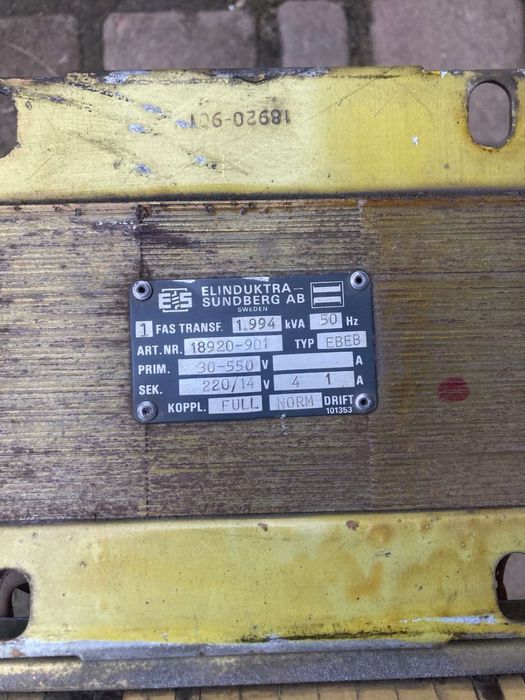 18920-901
EIS ELINDUKTRA-
SUNDBERG AB
SWEDEN
1 FAS TRANSF. 1.994 kVA 50 Hz
ART.NR. 18920-901 TYP EBEB
PRIM. 30-550 V A
SEK. 220/14 V 4 1 A
KOPPL. FULL NORM DRIFT
101353